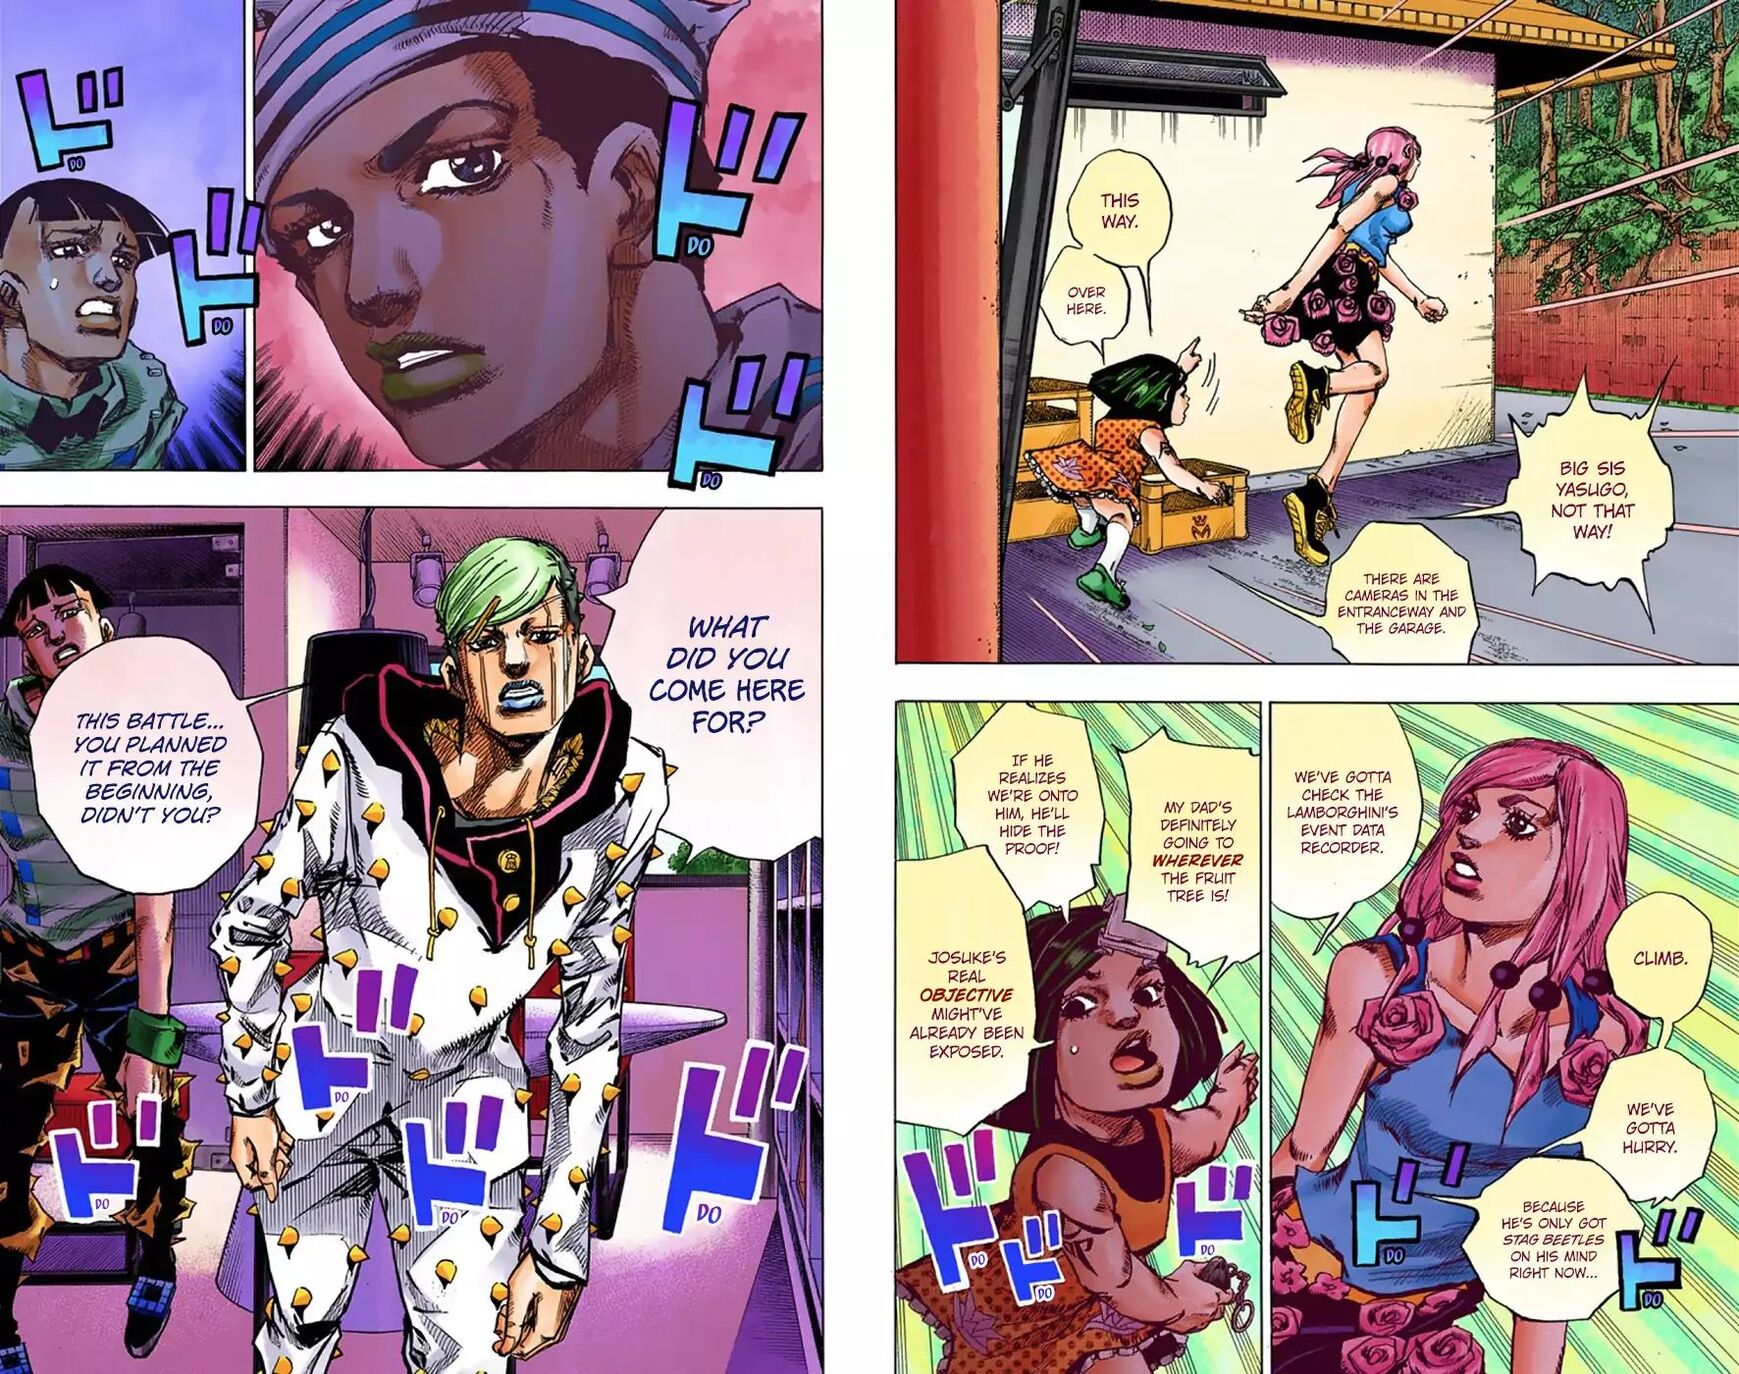 BIG SIS
YASUGO,
NOT THAT
WAY!
THERE ARE
CAMERAS IN THE
ENTRANCEWAY AND
THE GARAGE.
THIS
WAY.
OVER
HERE.
M
CLIMB.
WE'VE
GOTTA
HURRY.
BECAUSE
HE'S ONLY GOT
STAG BEETLES
ON HIS MIND
RIGHT NOW...
WE'VE GOTTA
CHECK THE
LAMBORGHINI'S
EVENT DATA
RECORDER.
ド
DO
ド
DO
MY DAD'S
DEFINITELY
GOING TO
WHEREVER
THE FRUIT
TREE IS!
IF HE
REALIZES
WE'RE ONTO
HIM, HE'LL
HIDE THE
PROOF!
JOSUKE'S
REAL
OBJECTIVE
MIGHT'VE
ALREADY BEEN
EXPOSED.
ド
DO
ド
DO
ド
DO
ド
DO
ド
DO
ド
DO
ド
DO
WHAT
DID YOU
COME HERE
FOR?
THIS BATTLE...
YOU PLANNED
IT FROM THE
BEGINNING,
DIDN'T YOU?
ド
DO
ド
DO
ド
DO
ド
DO